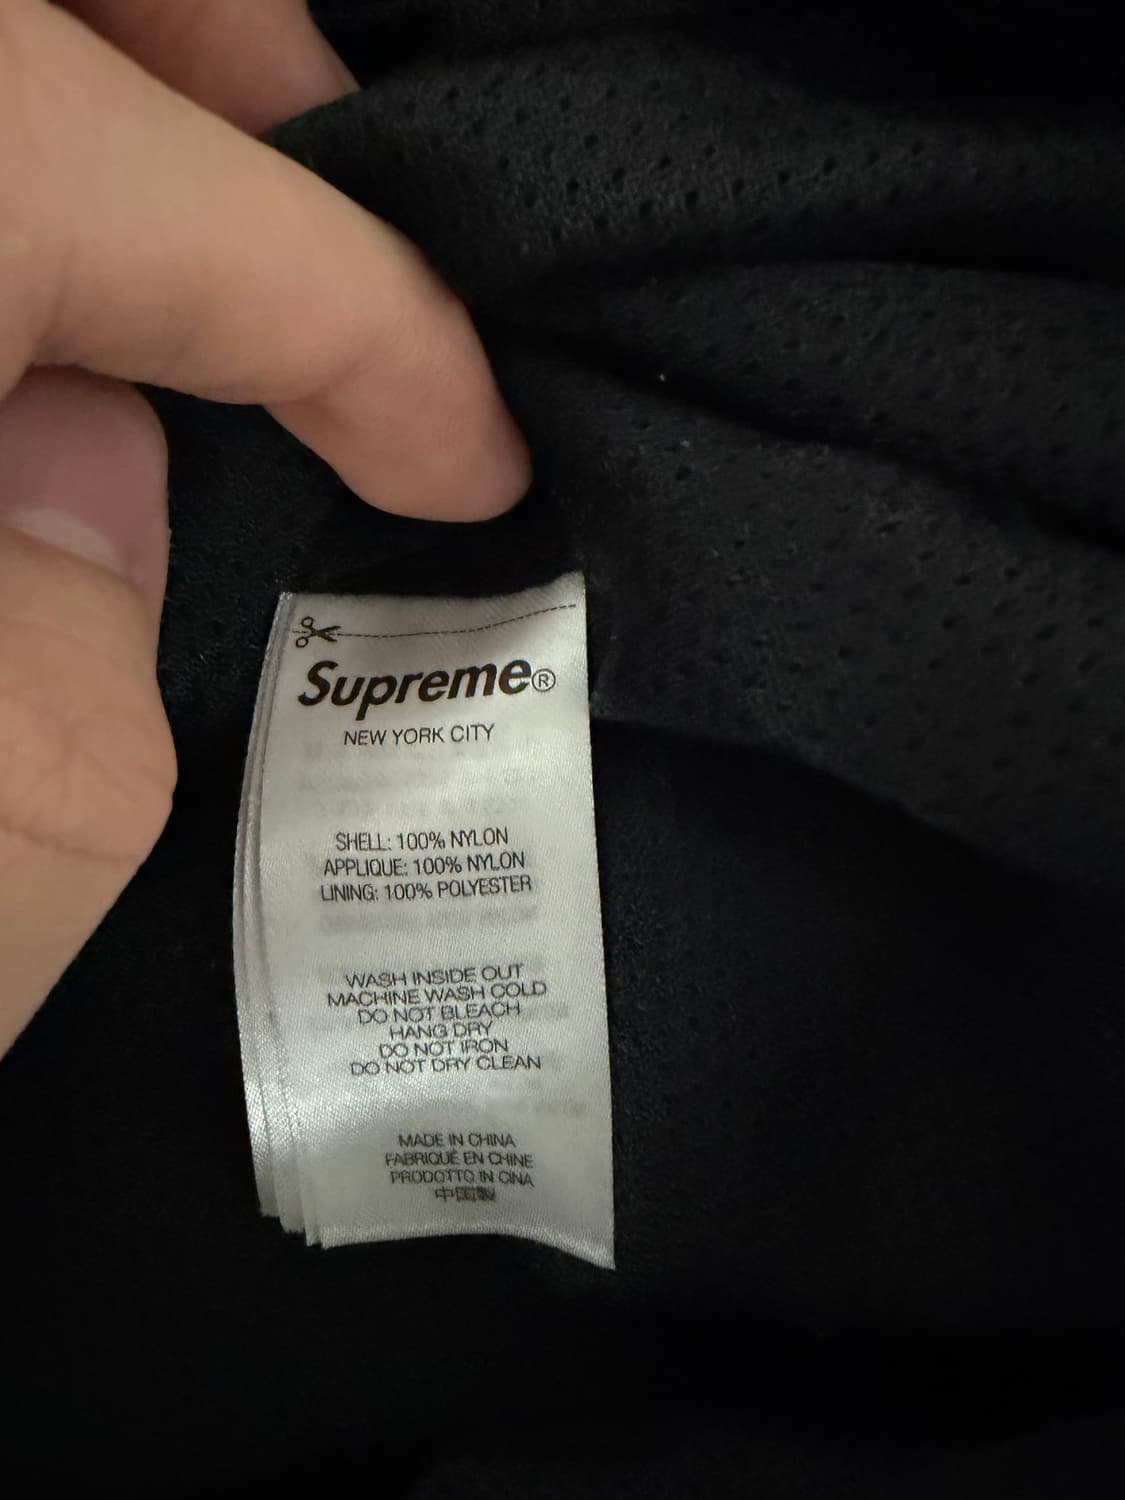 Supreme®
NEW YORK CITY
SHELL: 100% NYLON
APPLIQUE: 100% NYLON
LINING: 100% POLYESTER
WASH INSIDE OUT
MACHINE WASH COLD
DO NOT BLEACH
HANG DRY
DO NOT IRON
DO NOT DRY CLEAN
MADE IN CHINA
FABRIQUÉ EN CHINE
PRODOTTO IN CINA
中国製